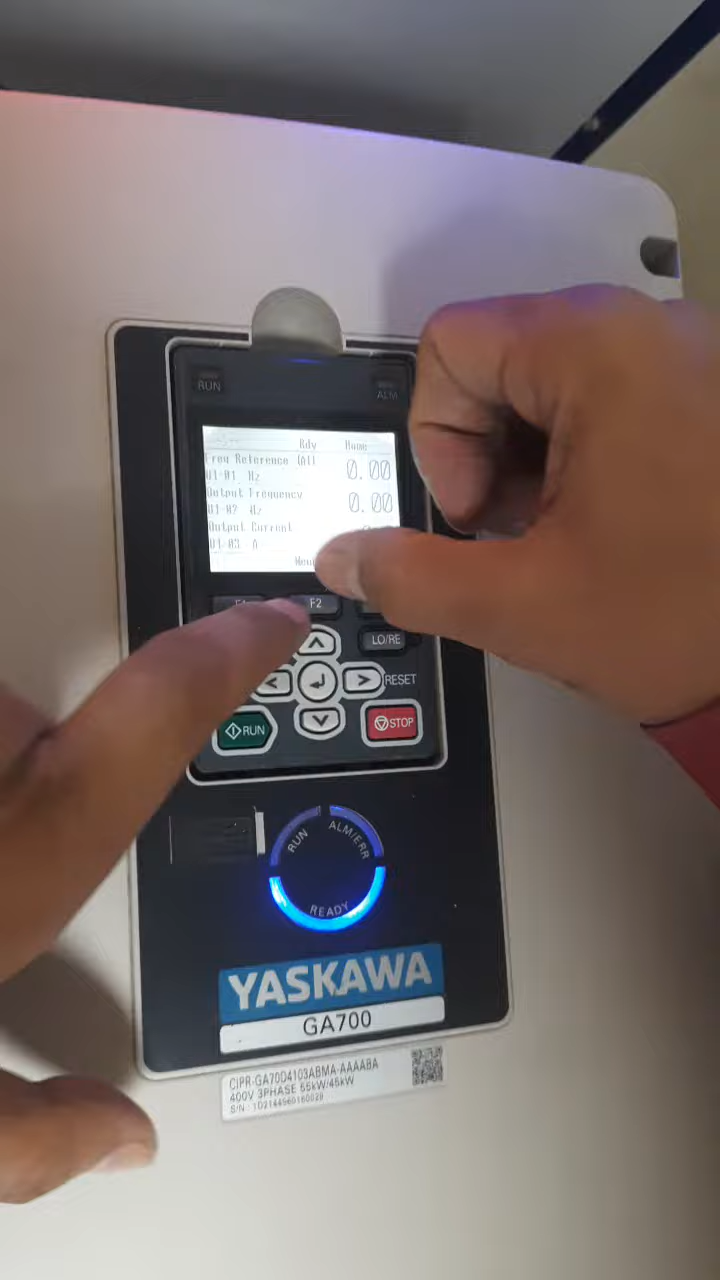 RUN
ALM
Rdy Home
Freq Reference (AI)
U1-01 Hz 0.00
Output Frequency
U1-02 Hz 0.00
Output Current
U1-03 A
F2
LO/RE
RESET
RUN
STOP
RUN
ALM/ERR
READY
YASKAWA
GA700
CIPR-GA70D4103ABMA-AAAABA
400V 3PHASE 55kW/45kW
S/N :